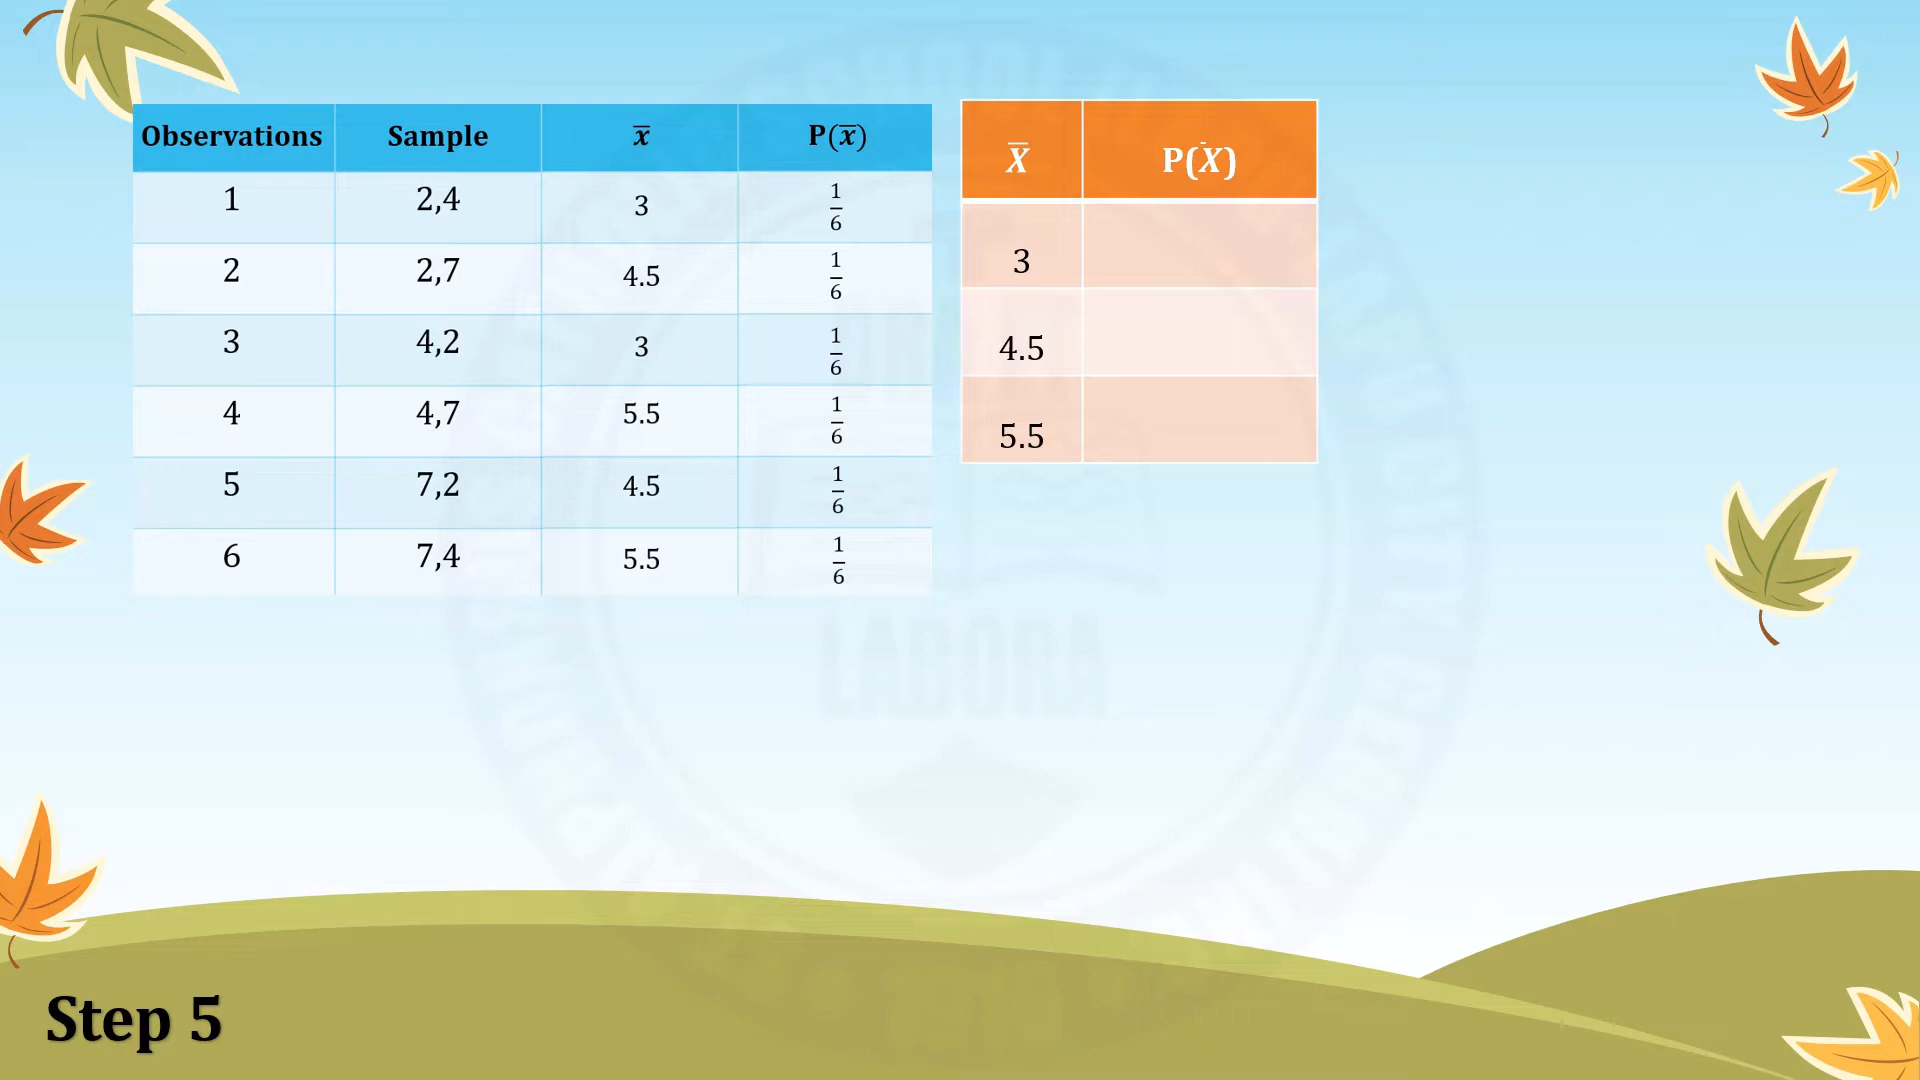 Observations Sample x̅ P(x̅)
1 2,4 3 1/6
2 2,7 4.5 1/6
3 4,2 3 1/6
4 4,7 5.5 1/6
5 7,2 4.5 1/6
6 7,4 5.5 1/6
X̅ P(X̅)
3
4.5
5.5
LABORA
Step 5